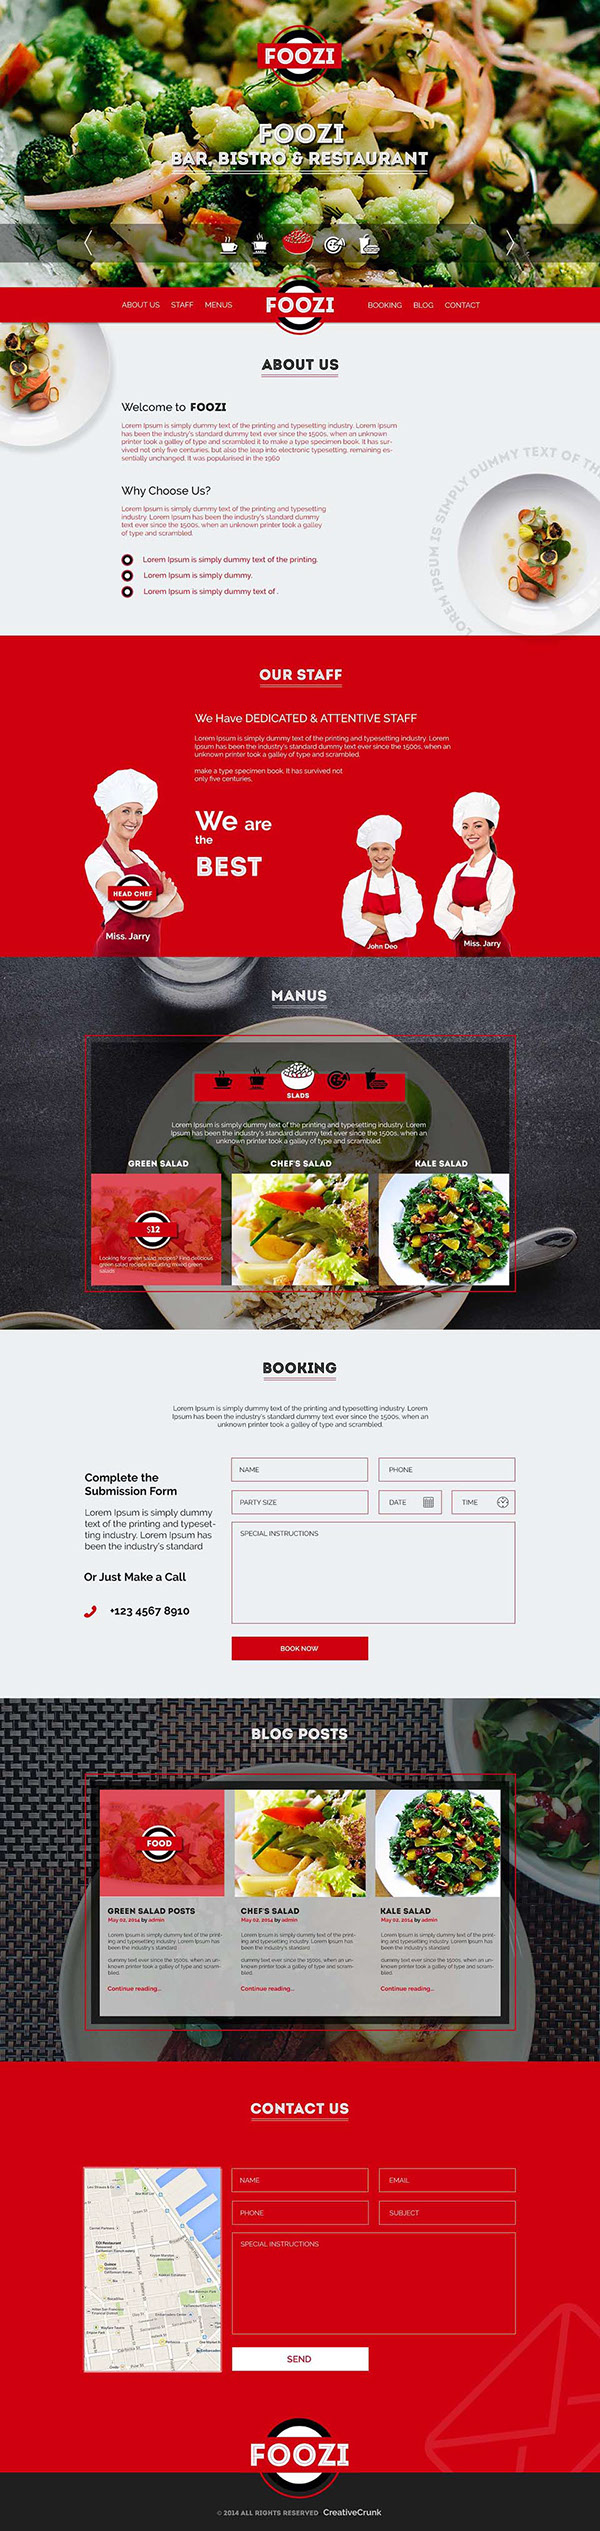 FOOZI
FOOZI
BAR, BISTRO & RESTAURANT
ABOUT US STAFF MENUS FOOZI BOOKING BLOG CONTACT
ABOUT US
Welcome to FOOZI
Lorem Ipsum is simply dummy text of the printing and typesetting industry. Lorem Ipsum
has been the industry's standard dummy text ever since the 1500s, when an unknown
printer took a galley of type and scrambled it to make a type specimen book. It has sur-
vived not only five centuries, but also the leap into electronic typesetting, remaining es-
sentially unchanged. It was popularised in the 1960
Why Choose Us?
Lorem Ipsum is simply dummy text of the printing and typesetting
industry. Lorem Ipsum has been the industry's standard dummy
text ever since the 1500s, when an unknown printer took a galley
of type and scrambled.
Lorem Ipsum is simply dummy text of the printing.
Lorem Ipsum is simply dummy.
Lorem Ipsum is simply dummy text of .
LOREM IPSUM IS SIMPLY DUMMY TEXT OF TH
OUR STAFF
We Have DEDICATED & ATTENTIVE STAFF
Lorem Ipsum is simply dummy text of the printing and typesetting industry. Lorem
Ipsum has been the industry's standard dummy text ever since the 1500s, when an
unknown printer took a galley of type and scrambled.
make a type specimen book. It has survived not
only five centuries,
We are
the
BEST
HEAD CHEF
Miss. Jarry
John Deo
Miss. Jarry
MANUS
SLADS
Lorem Ipsum is simply dummy text of the printing and typesetting industry. Lorem
Ipsum has been the industry's standard dummy text ever since the 1500s, when an
unknown printer took a galley of type and scrambled.
GREEN SALAD CHEF'S SALAD KALE SALAD
$12
Looking for green salad recipes? Find delicious
green salad recipes including mixed green
salads
BOOKING
Lorem Ipsum is simply dummy text of the printing and typesetting industry. Lorem
Ipsum has been the industry's standard dummy text ever since the 1500s, when an
unknown printer took a galley of type and scrambled.
Complete the
Submission Form
Lorem Ipsum is simply dummy
text of the printing and typeset-
ting industry. Lorem Ipsum has
been the industry's standard
Or Just Make a Call
+123 4567 8910
NAME PHONE
PARTY SIZE DATE TIME
SPECIAL INSTRUCTIONS
BOOK NOW
BLOG POSTS
FOOD
GREEN SALAD POSTS
May 02, 2014 by admin
Lorem Ipsum is simply dummy text of the print-
ing and typesetting industry. Lorem Ipsum has
been the industry's standard
dummy text ever since the 1500s, when an un-
known printer took a galley of type and scram-
bled.
Continue reading...
CHEF'S SALAD
May 02, 2014 by admin
Lorem Ipsum is simply dummy text of the print-
ing and typesetting industry. Lorem Ipsum has
been the industry's standard
dummy text ever since the 1500s, when an un-
known printer took a galley of type and scram-
bled.
Continue reading...
KALE SALAD
May 02, 2014 by admin
Lorem Ipsum is simply dummy text of the print-
ing and typesetting industry. Lorem Ipsum has
been the industry's standard
dummy text ever since the 1500s, when an un-
known printer took a galley of type and scram-
bled.
Continue reading...
CONTACT US
NAME EMAIL
PHONE SUBJECT
SPECIAL INSTRUCTIONS
SEND
FOOZI
© 2014 ALL RIGHTS RESERVED CreativeCrunk